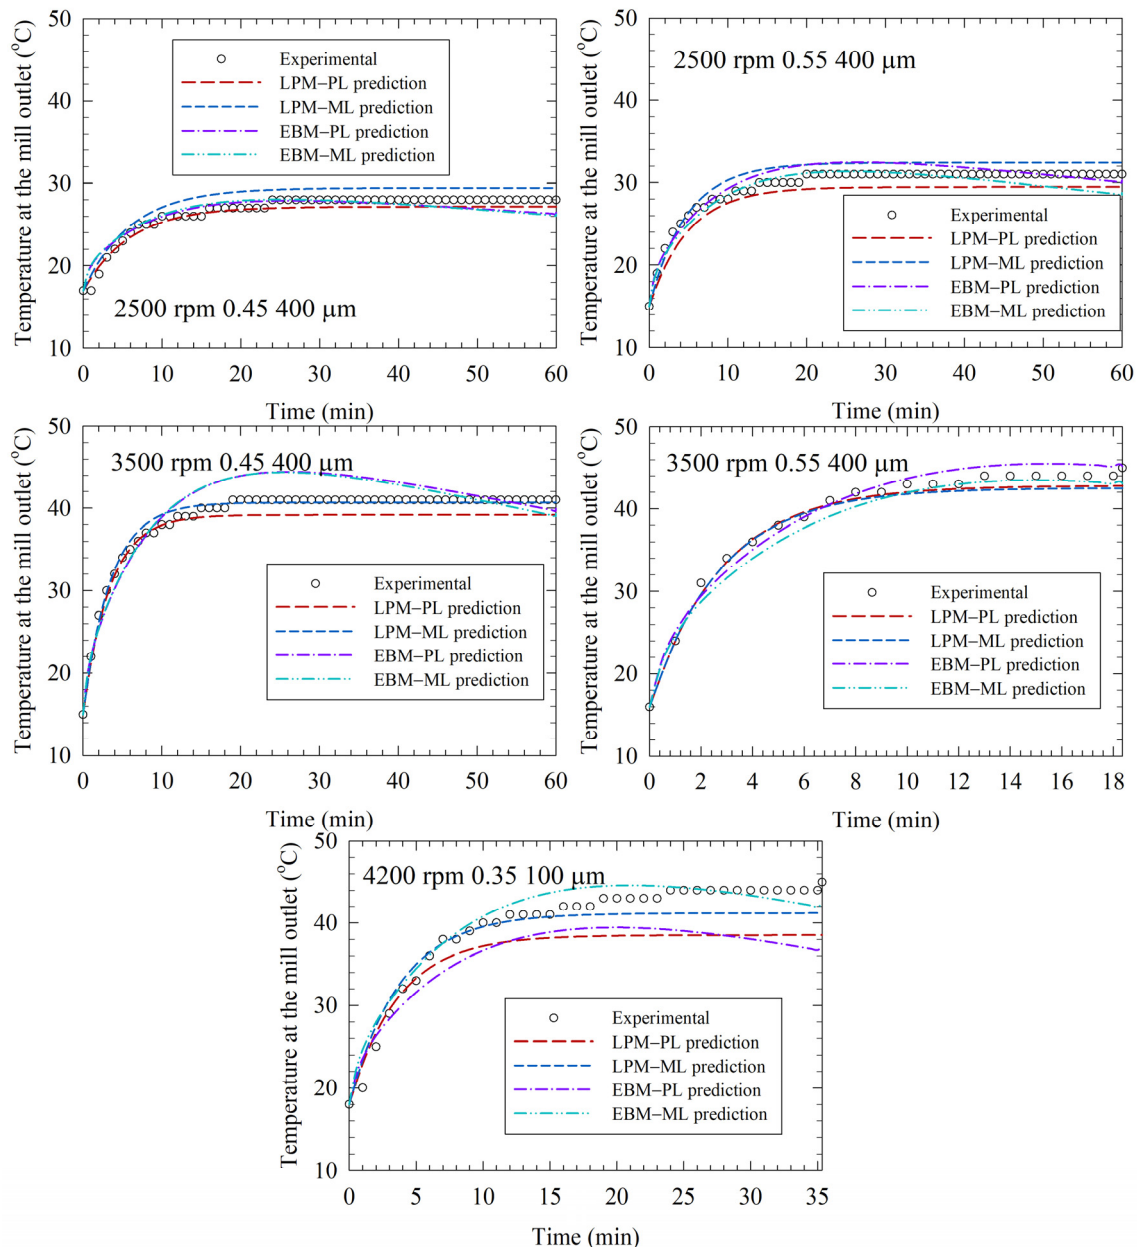 50
40
30
20
10
Temperature at the mill outlet (°C)
Experimental
LPM−PL prediction
LPM−ML prediction
EBM−PL prediction
EBM−ML prediction
2500 rpm 0.45 400 μm
0 10 20 30 40 50 60
Time (min)
50
40
30
20
10
Temperature at the mill outlet (°C)
2500 rpm 0.55 400 μm
Experimental
LPM−PL prediction
LPM−ML prediction
EBM−PL prediction
EBM−ML prediction
0 10 20 30 40 50 60
Time (min)
50
40
30
20
10
Temperature at the mill outlet (°C)
3500 rpm 0.45 400 μm
Experimental
LPM−PL prediction
LPM−ML prediction
EBM−PL prediction
EBM−ML prediction
0 10 20 30 40 50 60
Time (min)
50
40
30
20
10
Temperature at the mill outlet (°C)
3500 rpm 0.55 400 μm
Experimental
LPM−PL prediction
LPM−ML prediction
EBM−PL prediction
EBM−ML prediction
0 2 4 6 8 10 12 14 16 18
Time (min)
50
40
30
20
10
Temperature at the mill outlet (°C)
4200 rpm 0.35 100 μm
Experimental
LPM−PL prediction
LPM−ML prediction
EBM−PL prediction
EBM−ML prediction
0 5 10 15 20 25 30 35
Time (min)